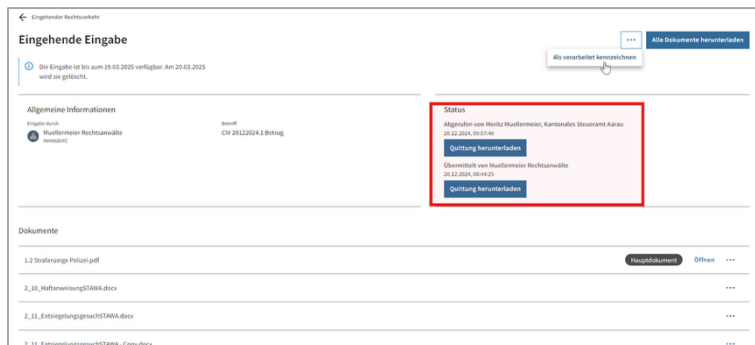 ← Eingehender Rechtsverkehr
Eingehende Eingabe
... Alle Dokumente herunterladen
Als verarbeitet kennzeichnen
Die Eingabe ist bis zum 19.03.2025 verfügbar. Am 20.03.2025
wird sie gelöscht.
Allgemeine Informationen
Eingabe durch
Muellermeier Rechtsanwälte
Betreff
CIV 20122024.1 Betrug
Status
Abgerufen von Moritz Muellermeier, Kantonales Steueramt Aarau
20.12.2024, 09:57:40
Quittung herunterladen
Übermittelt von Muellermeier Rechtsanwälte
20.12.2024, 08:44:25
Quittung herunterladen
Dokumente
1.2 Strafanzeige Polizei.pdf Hauptdokument Öffnen ...
2_10_HaftanweisungSTAWA.docx ...
2_11_EntsiegelungsgesuchSTAWA.docx ...
2_11_EntsiegelungsgesuchSTAWA - Copy.docx ...